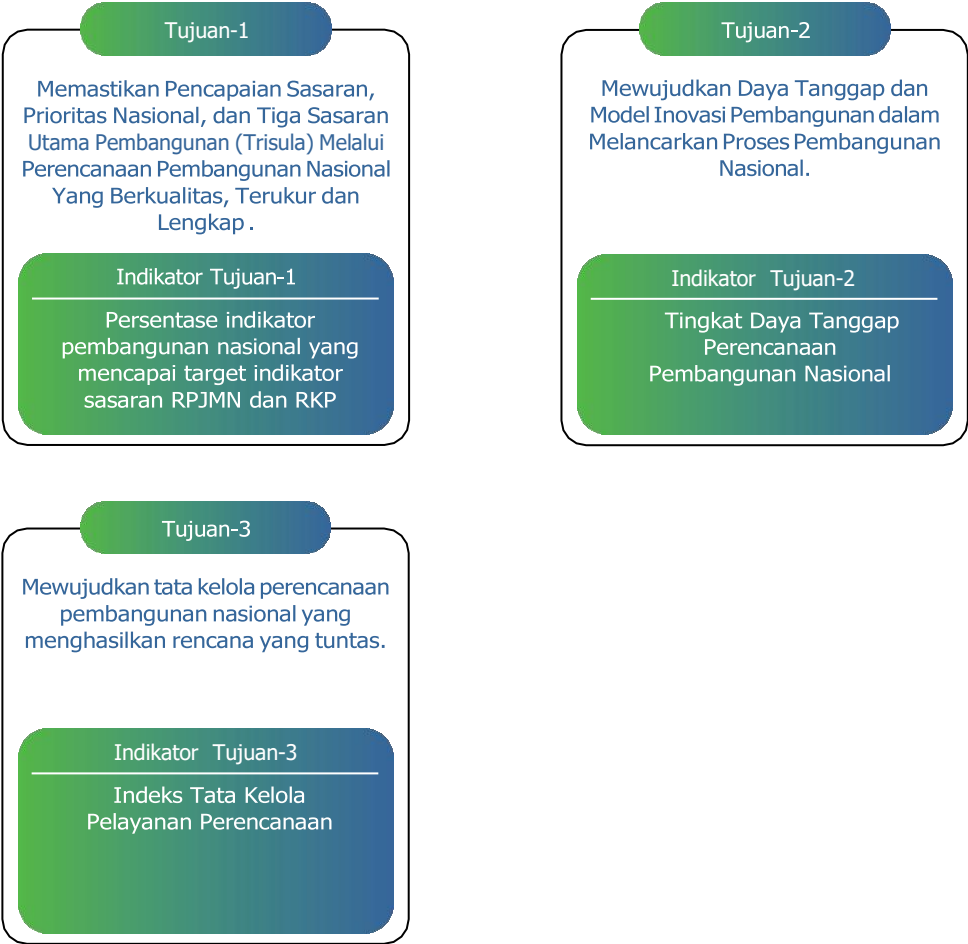 Tujuan-1
Memastikan Pencapaian Sasaran,
Prioritas Nasional, dan Tiga Sasaran
Utama Pembangunan (Trisula) Melalui
Perencanaan Pembangunan Nasional
Yang Berkualitas, Terukur dan
Lengkap .
Indikator Tujuan-1
Persentase indikator
pembangunan nasional yang
mencapai target indikator
sasaran RPJMN dan RKP
Tujuan-2
Mewujudkan Daya Tanggap dan
Model Inovasi Pembangunan dalam
Melancarkan Proses Pembangunan
Nasional.
Indikator Tujuan-2
Tingkat Daya Tanggap
Perencanaan
Pembangunan Nasional
Tujuan-3
Mewujudkan tata kelola perencanaan
pembangunan nasional yang
menghasilkan rencana yang tuntas.
Indikator Tujuan-3
Indeks Tata Kelola
Pelayanan Perencanaan